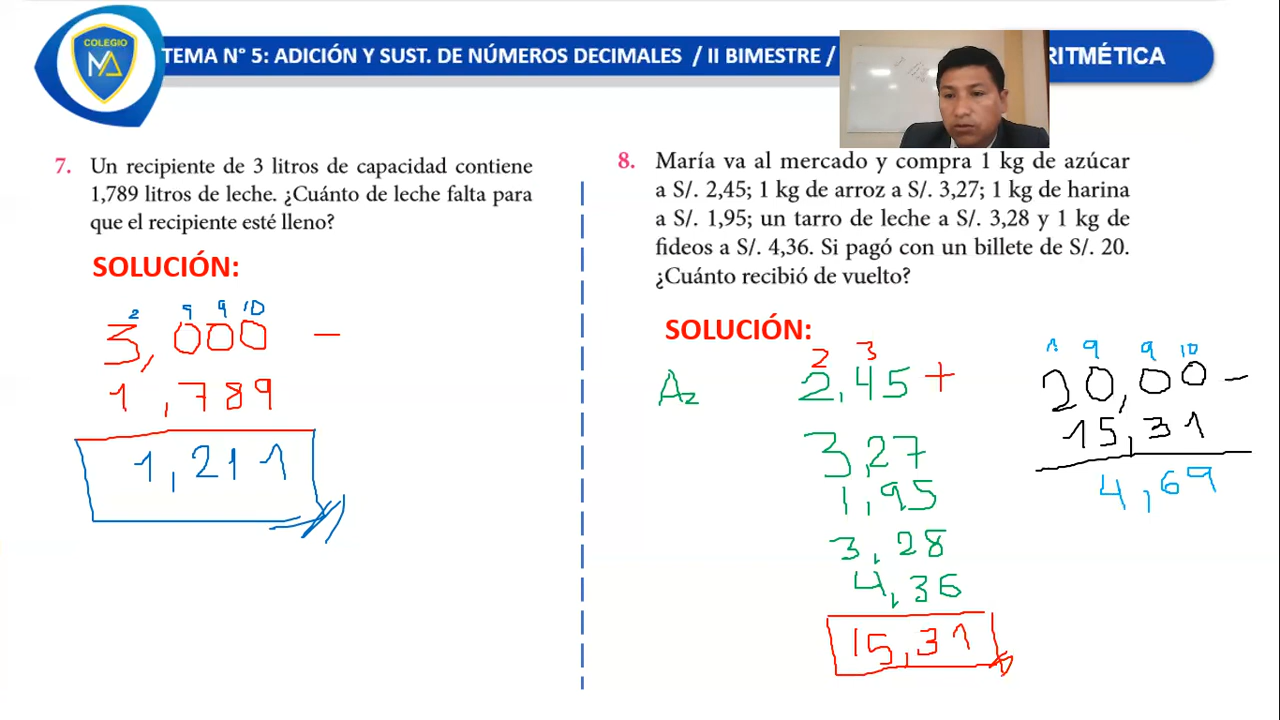 COLEGIO
TEMA N° 5: ADICIÓN Y SUST. DE NÚMEROS DECIMALES / II BIMESTRE / RITMÉTICA
7. Un recipiente de 3 litros de capacidad contiene
1,789 litros de leche. ¿Cuánto de leche falta para
que el recipiente esté lleno?
SOLUCIÓN:
2 9 9 10
3,000 -
1,789
1,211
8. María va al mercado y compra 1 kg de azúcar
a S/. 2,45; 1 kg de arroz a S/. 3,27; 1 kg de harina
a S/. 1,95; un tarro de leche a S/. 3,28 y 1 kg de
fideos a S/. 4,36. Si pagó con un billete de S/. 20.
¿Cuánto recibió de vuelto?
SOLUCIÓN:
2 3
Az 2,45 +
3,27
1,95
3,28
4,36
15,31
1 9 9 10
20,00 -
15,31
4,69